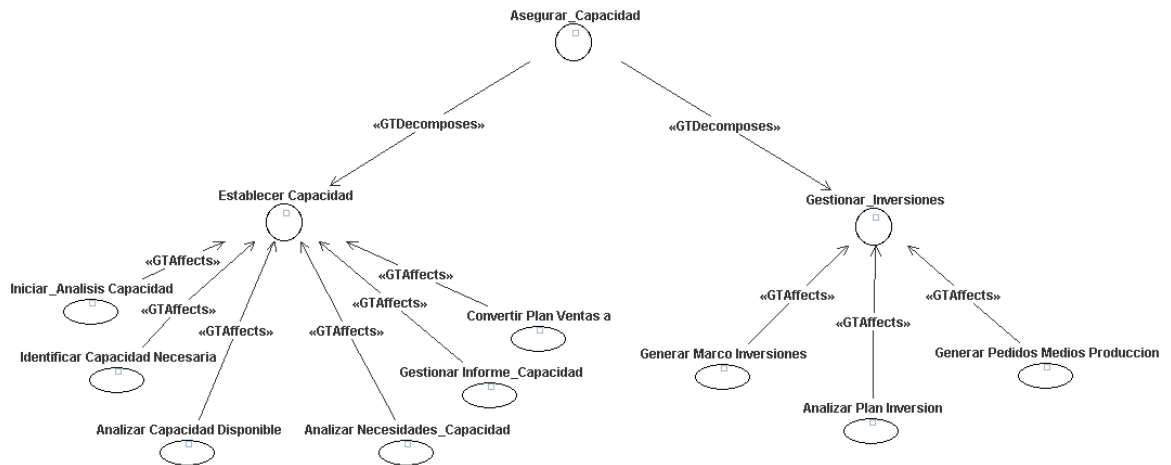 Asegurar_Capacidad
«GTDecomposes»
«GTDecomposes»
Establecer Capacidad
Gestionar_Inversiones
«GTAffects»
«GTAffects»
Iniciar_Analisis Capacidad
«GTAffects»
«GTAffects»
«GTAffects»
«GTAffects»
«GTAffects»
Convertir Plan Ventas a
«GTAffects»
«GTAffects»
Identificar Capacidad Necesaria
Gestionar Informe_Capacidad
Generar Marco Inversiones
Generar Pedidos Medios Produccion
Analizar Capacidad Disponible
Analizar Necesidades_Capacidad
Analizar Plan Inversion